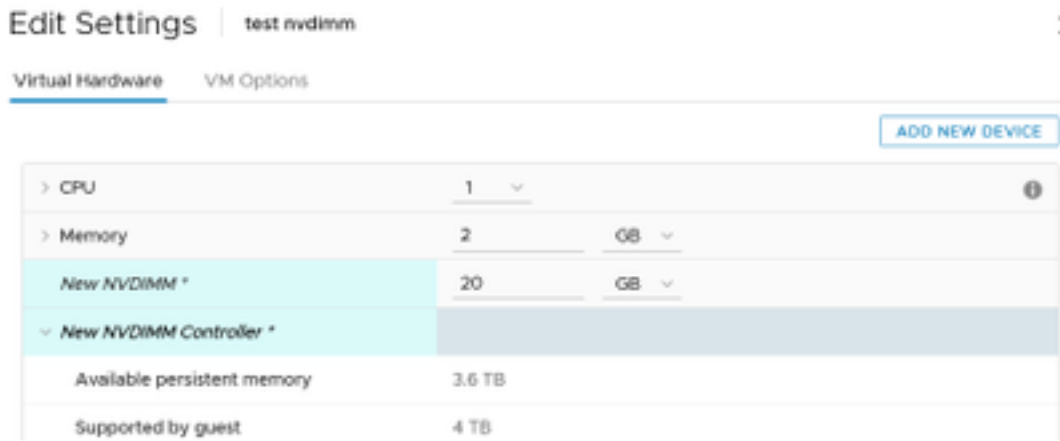 Edit Settings test nvdimm
Virtual Hardware VM Options
ADD NEW DEVICE
CPU 1
Memory 2 GB
New NVDIMM * 20 GB
New NVDIMM Controller *
Available persistent memory 3.6 TB
Supported by guest 4 TB